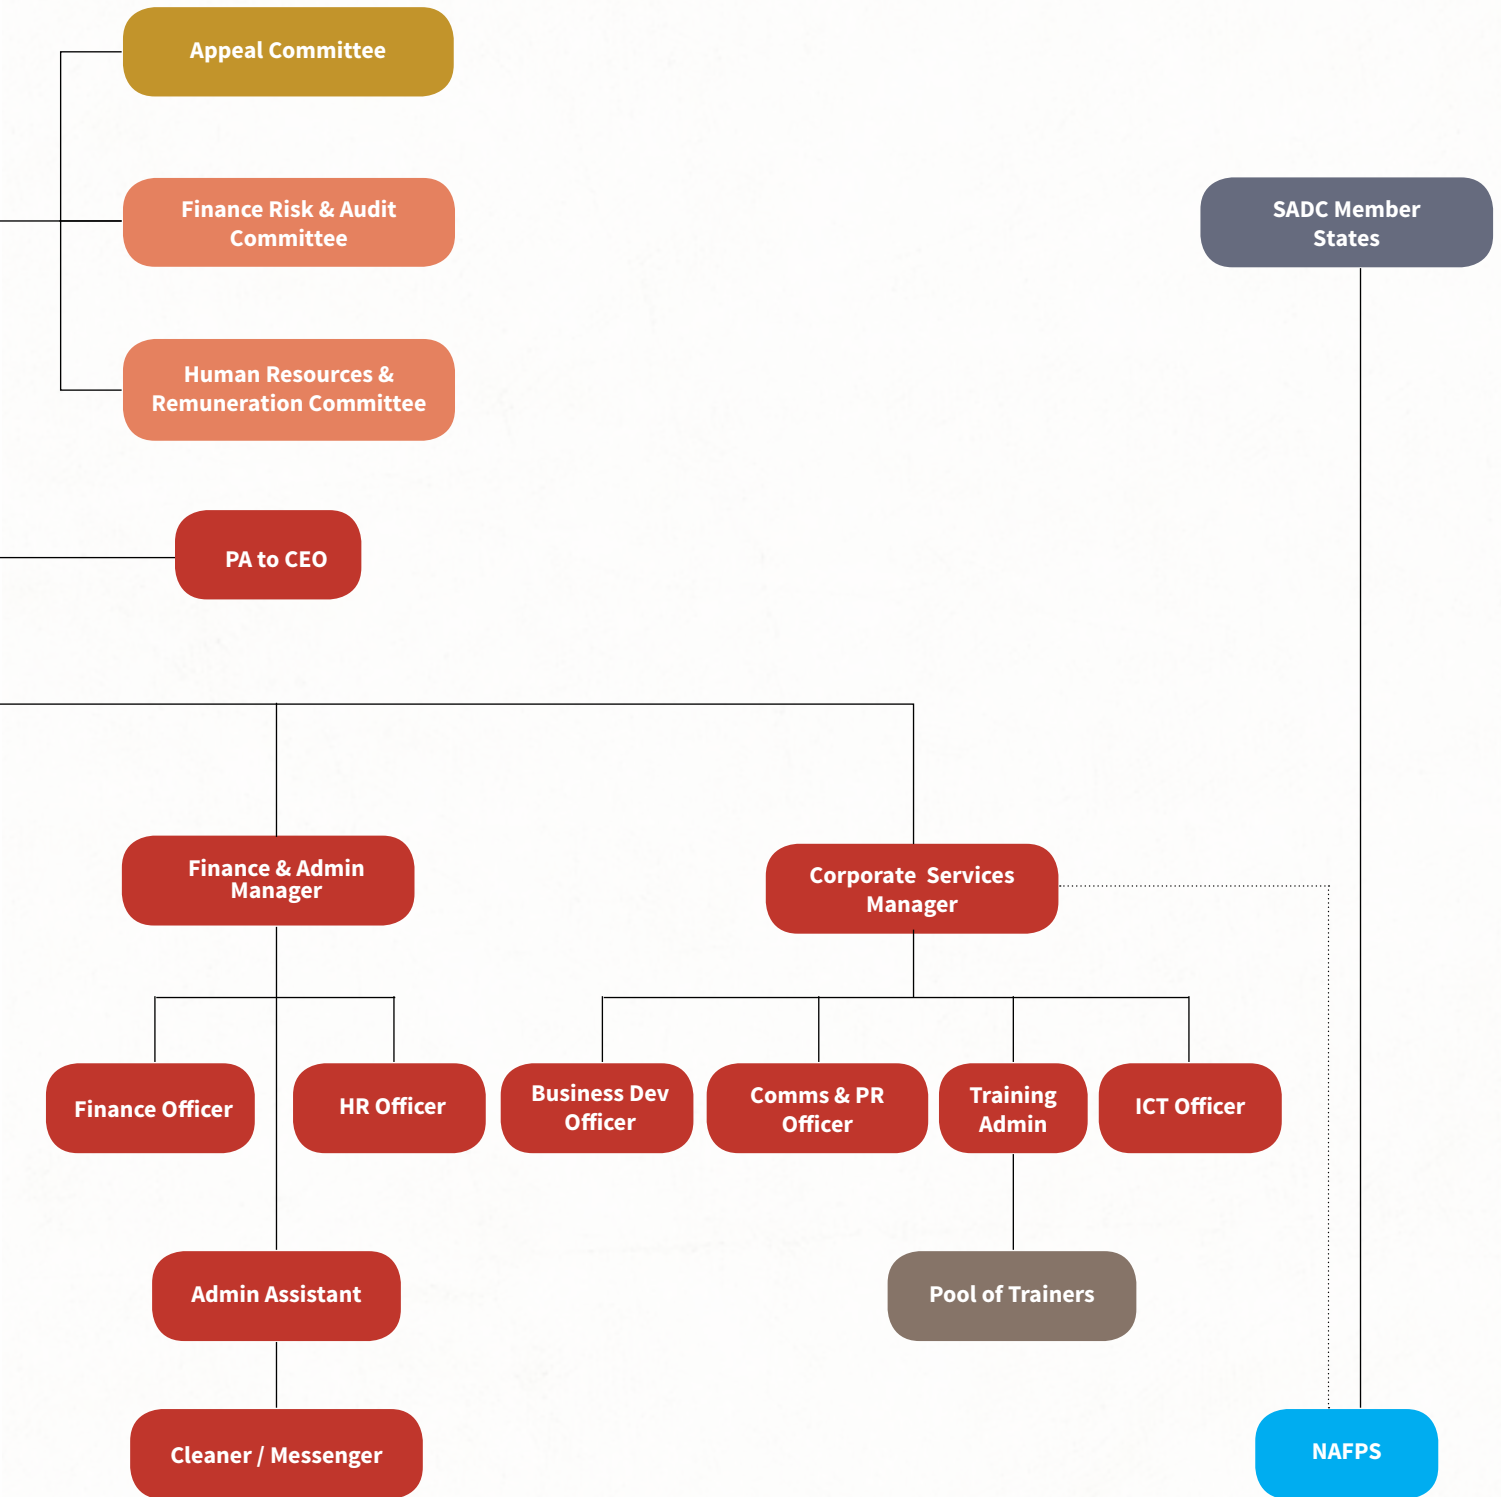 Appeal Committee
Finance Risk & Audit
Committee
SADC Member
States
Human Resources &
Remuneration Committee
PA to CEO
Finance & Admin
Manager
Corporate  Services
Manager
Finance Officer
HR Officer
Business Dev
Officer
Comms & PR
Officer
Training
Admin
ICT Officer
Admin Assistant
Pool of Trainers
Cleaner / Messenger
NAFPS